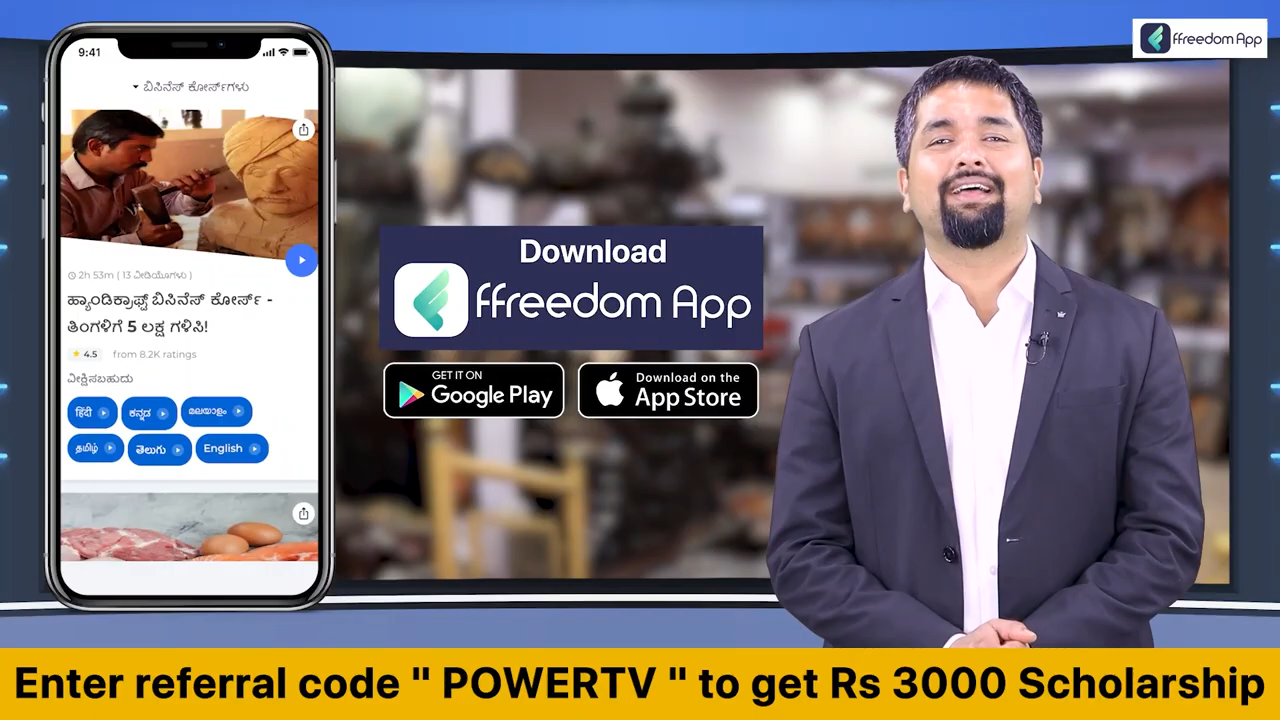 ffreedom App
9:41
ಬಿಸಿನೆಸ್ ಕೋರ್ಸ್‌ಗಳು
2h 53m ( 13 ವೀಡಿಯೊಗಳು )
ಹ್ಯಾಂಡಿಕ್ರಾಫ್ಟ್ ಬಿಸಿನೆಸ್ ಕೋರ್ಸ್ -
ತಿಂಗಳಿಗೆ 5 ಲಕ್ಷ ಗಳಿಸಿ!
4.5 from 8.2K ratings
ವೀಕ್ಷಿಸಬಹುದು
हिंदी ಕನ್ನಡ മലയാളം
தமிழ் తెలుగు English
Download
ffreedom App
GET IT ON
Google Play
Download on the
App Store
Enter referral code " POWERTV " to get Rs 3000 Scholarship